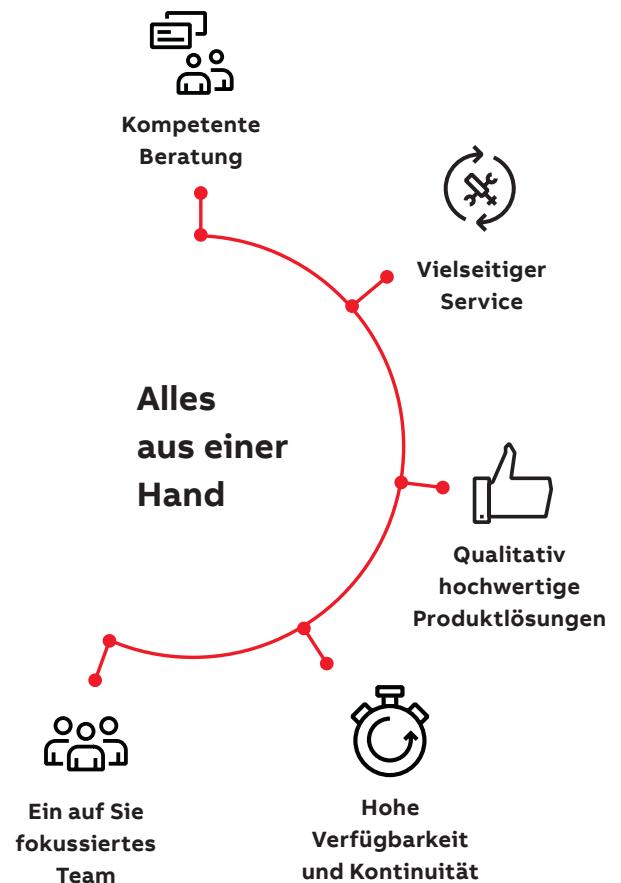 Kompetente
Beratung
Vielseitiger
Service
Alles
aus einer
Hand
Qualitativ
hochwertige
Produktlösungen
Hohe
Verfügbarkeit
und Kontinuität
Ein auf Sie
fokussiertes
Team